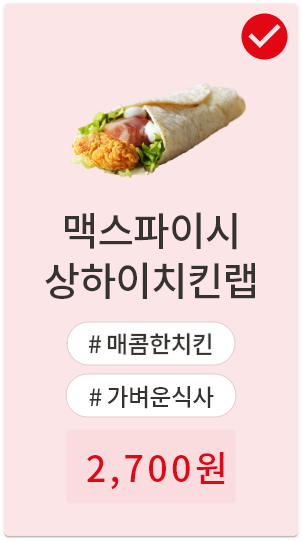 맥스파이시
상하이치킨랩
# 매콤한치킨
# 가벼운식사
2,700원